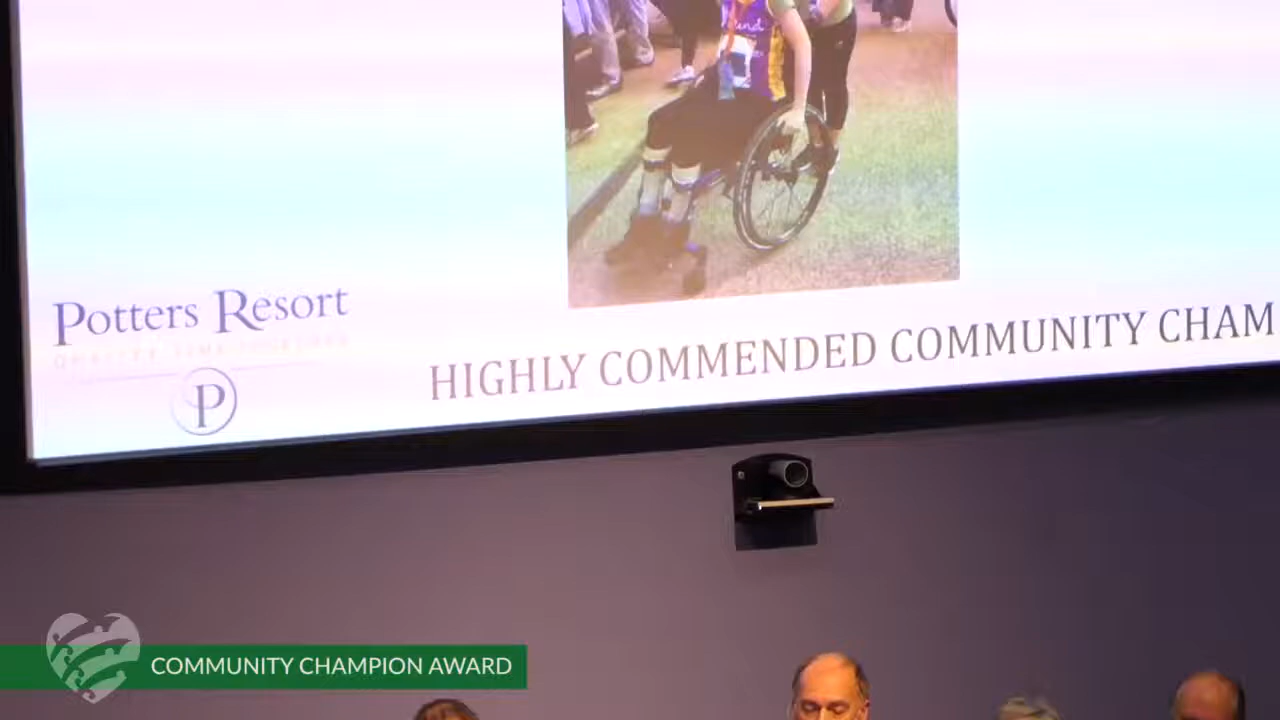 Potters Resort
P
HIGHLY COMMENDED COMMUNITY CHAM
COMMUNITY CHAMPION AWARD